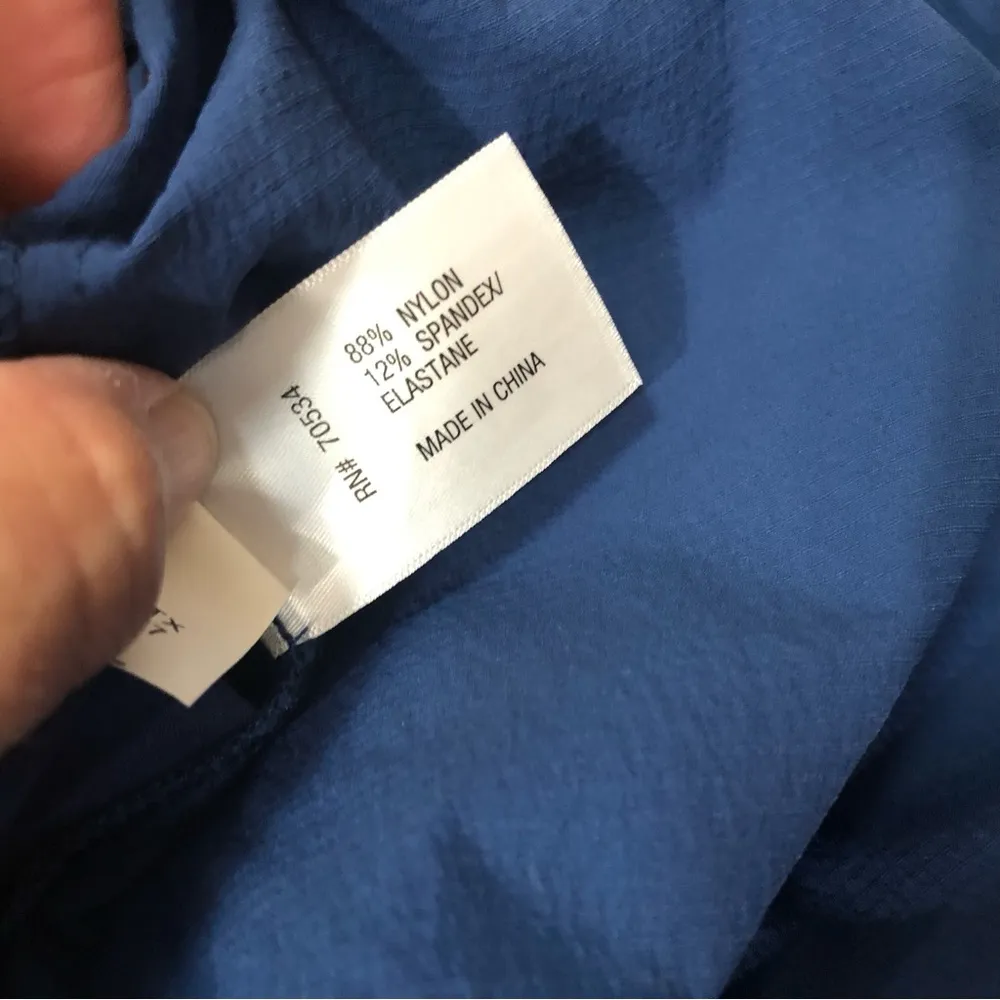 88% NYLON
12% SPANDEX/
ELASTANE
MADE IN CHINA
RN# 70534